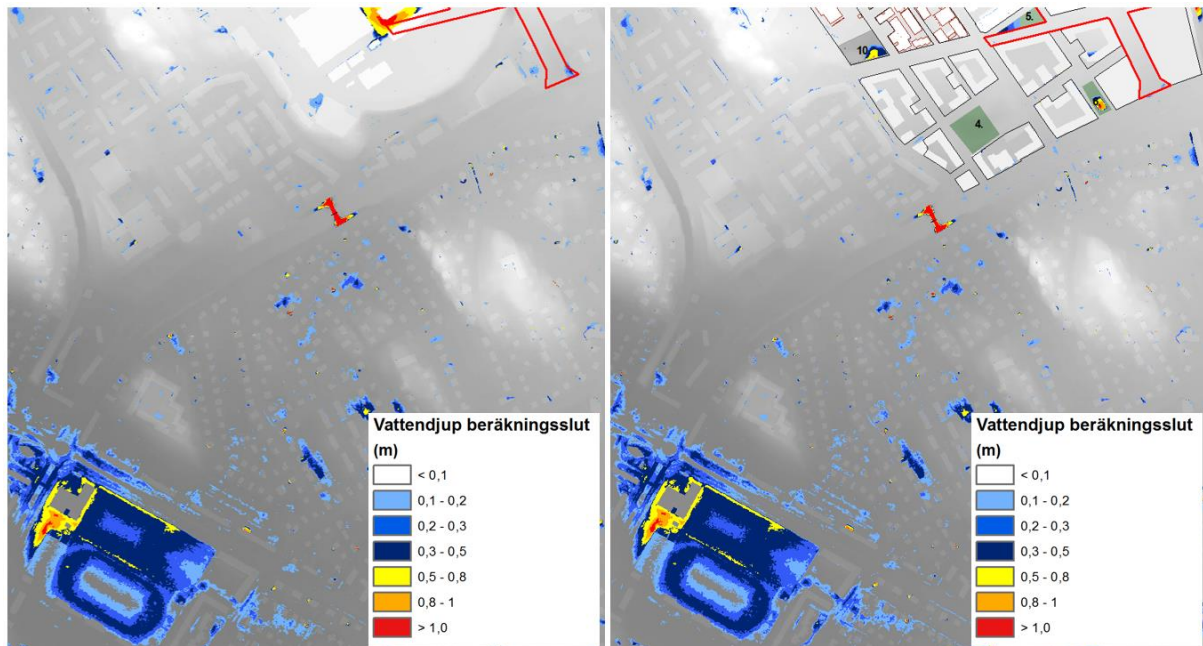 Vattendjup beräkningsslut
(m)
< 0,1
0,1 - 0,2
0,2 - 0,3
0,3 - 0,5
0,5 - 0,8
0,8 - 1
> 1,0
5.
10.
4.
Vattendjup beräkningsslut
(m)
< 0,1
0,1 - 0,2
0,2 - 0,3
0,3 - 0,5
0,5 - 0,8
0,8 - 1
> 1,0